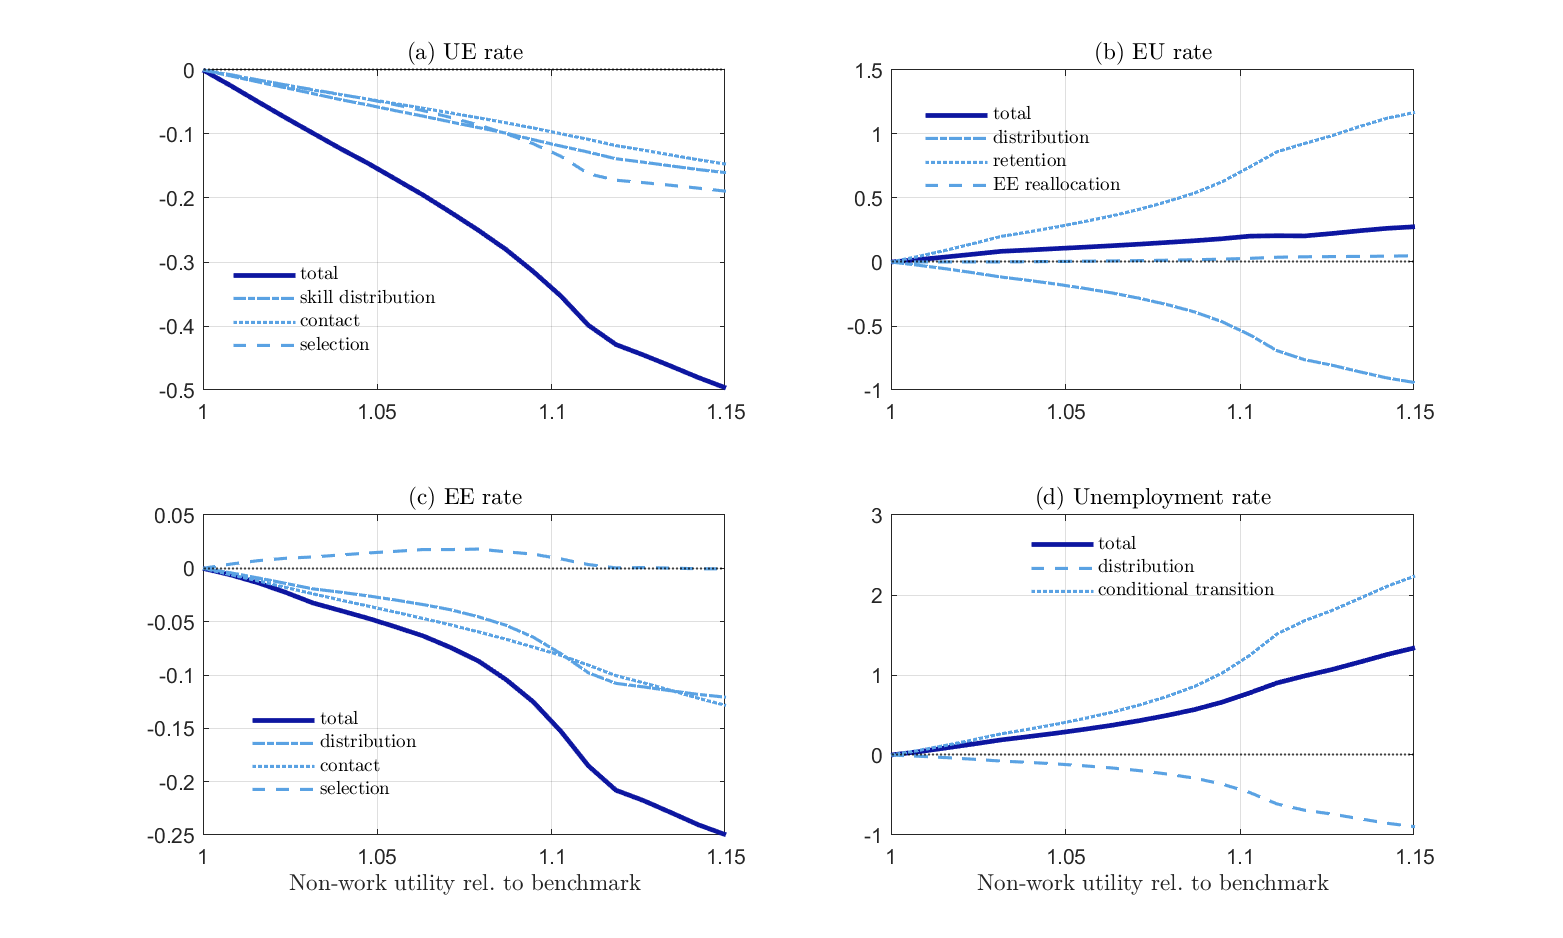 (a) UE rate
0
-0.1
-0.2
-0.3
-0.4
-0.5
1
1.05
1.1
1.15
total
skill distribution
contact
selection
(b) EU rate
1.5
1
0.5
0
-0.5
-1
1
1.05
1.1
1.15
total
distribution
retention
EE reallocation
(c) EE rate
0.05
0
-0.05
-0.1
-0.15
-0.2
-0.25
1
1.05
1.1
1.15
total
distribution
contact
selection
Non-work utility rel. to benchmark
(d) Unemployment rate
3
2
1
0
-1
1
1.05
1.1
1.15
total
distribution
conditional transition
Non-work utility rel. to benchmark